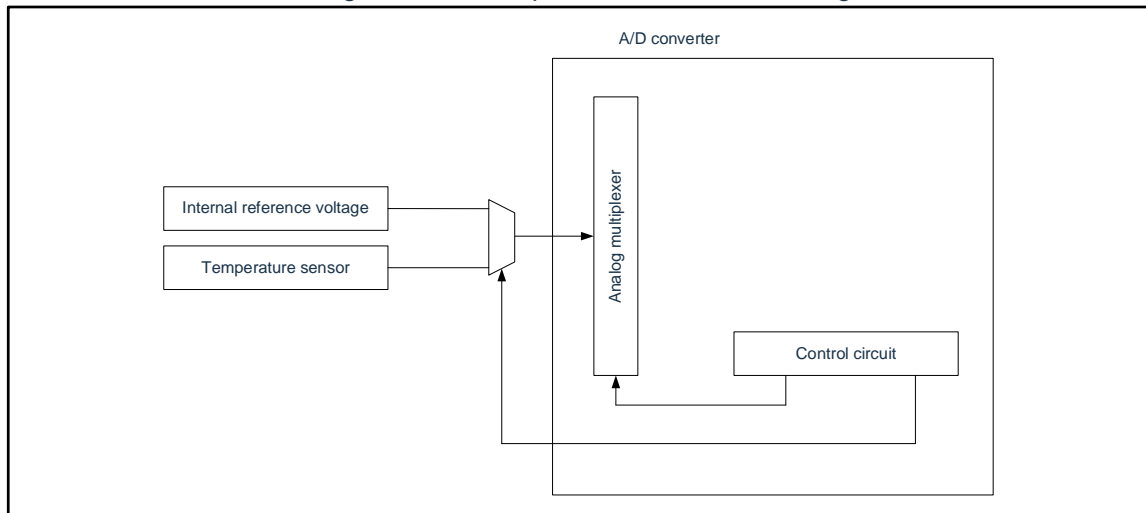 A/D converter
Internal reference voltage
Temperature sensor
Analog multiplexer
Control circuit